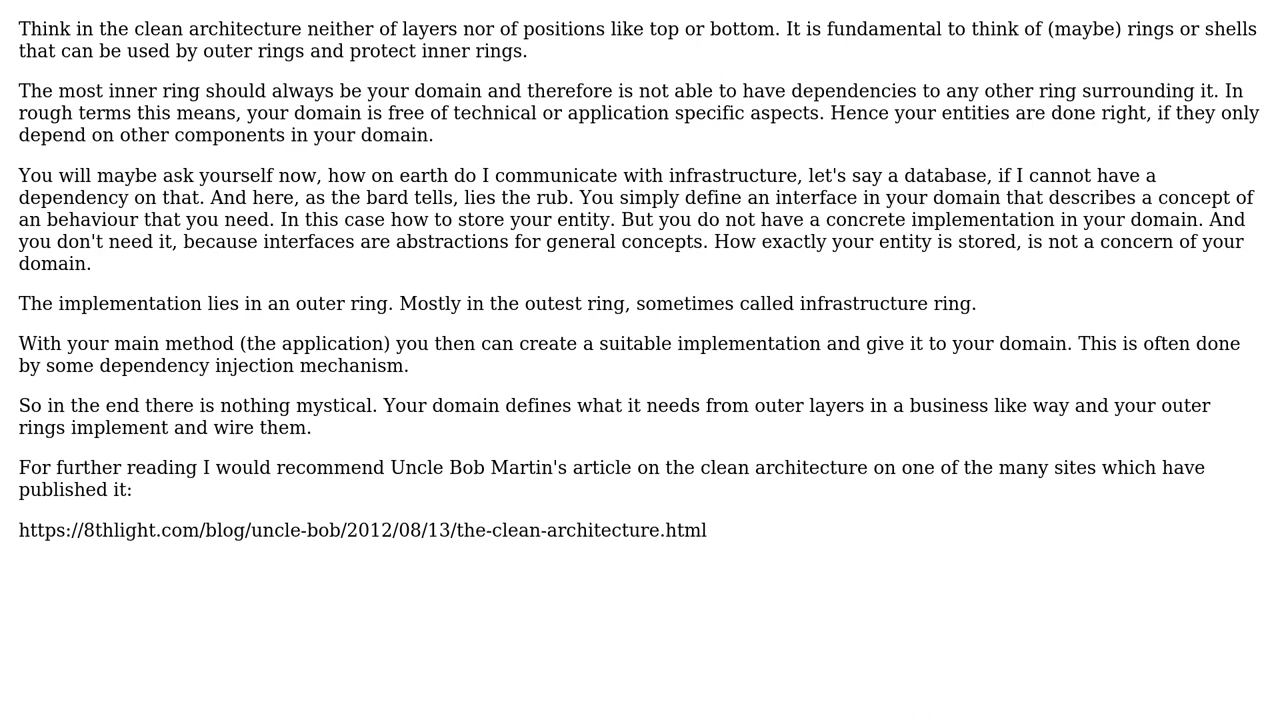 Think in the clean architecture neither of layers nor of positions like top or bottom. It is fundamental to think of (maybe) rings or shells
that can be used by outer rings and protect inner rings.
The most inner ring should always be your domain and therefore is not able to have dependencies to any other ring surrounding it. In
rough terms this means, your domain is free of technical or application specific aspects. Hence your entities are done right, if they only
depend on other components in your domain.
You will maybe ask yourself now, how on earth do I communicate with infrastructure, let's say a database, if I cannot have a
dependency on that. And here, as the bard tells, lies the rub. You simply define an interface in your domain that describes a concept of
an behaviour that you need. In this case how to store your entity. But you do not have a concrete implementation in your domain. And
you don't need it, because interfaces are abstractions for general concepts. How exactly your entity is stored, is not a concern of your
domain.
The implementation lies in an outer ring. Mostly in the outest ring, sometimes called infrastructure ring.
With your main method (the application) you then can create a suitable implementation and give it to your domain. This is often done
by some dependency injection mechanism.
So in the end there is nothing mystical. Your domain defines what it needs from outer layers in a business like way and your outer
rings implement and wire them.
For further reading I would recommend Uncle Bob Martin's article on the clean architecture on one of the many sites which have
published it:
https://8thlight.com/blog/uncle-bob/2012/08/13/the-clean-architecture.html